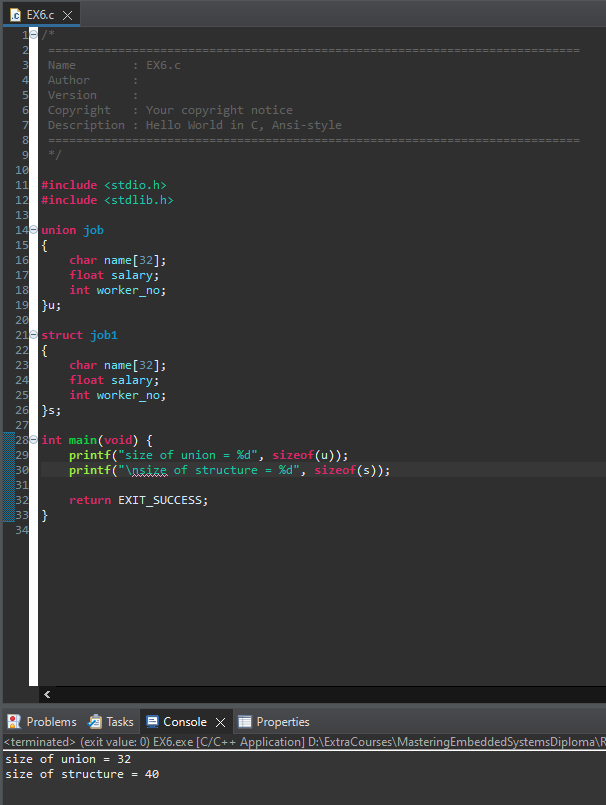 EX6.c
1 /*
2 ============================================================================
3 Name        : EX6.c
4 Author      :
5 Version     :
6 Copyright   : Your copyright notice
7 Description : Hello World in C, Ansi-style
8 ============================================================================
9 */
10
11 #include <stdio.h>
12 #include <stdlib.h>
13
14 union job
15 {
16     char name[32];
17     float salary;
18     int worker_no;
19 }u;
20
21 struct job1
22 {
23     char name[32];
24     float salary;
25     int worker_no;
26 }s;
27
28 int main(void) {
29     printf("size of union = %d", sizeof(u));
30     printf("\nsize of structure = %d", sizeof(s));
31
32     return EXIT_SUCCESS;
33 }
34
Problems Tasks Console Properties
<terminated> (exit value: 0) EX6.exe [C/C++ Application] D:\ExtraCourses\MasteringEmbeddedSystemsDiploma\R
size of union = 32
size of structure = 40